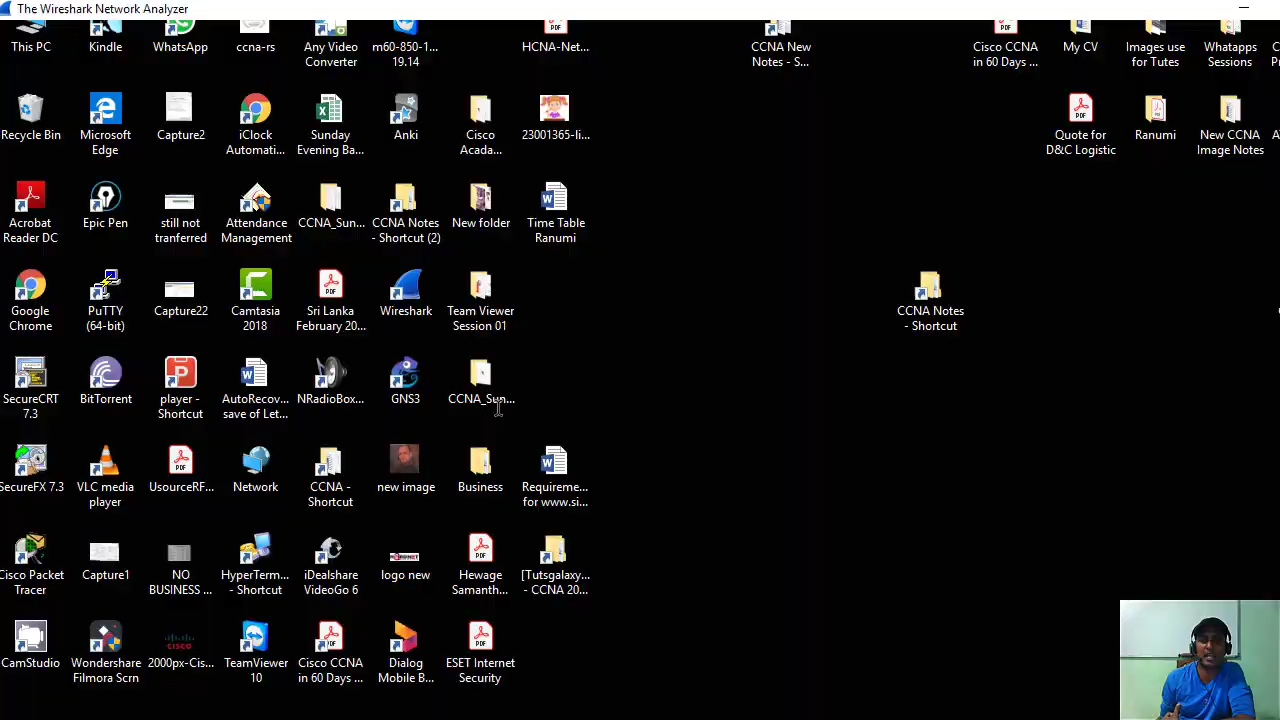 The Wireshark Network Analyzer
This PC
Kindle
WhatsApp
ccna-rs
Any Video
Converter
m60-850-1...
19.14
HCNA-Net...
CCNA New
Notes - S...
Cisco CCNA
in 60 Days ...
My CV
Images use
for Tutes
Whatapps
Sessions
Recycle Bin
Microsoft
Edge
Capture2
iClock
Automati...
Sunday
Evening Ba...
Anki
Cisco
Acada...
23001365-li...
Quote for
D&C Logistic
Ranumi
New CCNA
Image Notes
Acrobat
Reader DC
Epic Pen
still not
tranferred
Attendance
Management
CCNA_Sun...
CCNA Notes
- Shortcut (2)
New folder
Time Table
Ranumi
Google
Chrome
PuTTY
(64-bit)
Capture22
Camtasia
2018
Sri Lanka
February 20...
Wireshark
Team Viewer
Session 01
CCNA Notes
- Shortcut
SecureCRT
7.3
BitTorrent
player -
Shortcut
AutoRecov...
save of Let...
NRadioBox...
GNS3
CCNA_Sun...
SecureFX 7.3
VLC media
player
UsourceRF...
Network
CCNA -
Shortcut
new image
Business
Requireme...
for www.si...
Cisco Packet
Tracer
Capture1
NO
BUSINESS ...
HyperTerm...
- Shortcut
iDealshare
VideoGo 6
logo new
Hewage
Samanth...
[Tutsgalaxy...
- CCNA 20...
CamStudio
Wondershare
Filmora Scrn
cisco
2000px-Cis...
TeamViewer
10
Cisco CCNA
in 60 Days ...
Dialog
Mobile B...
ESET Internet
Security